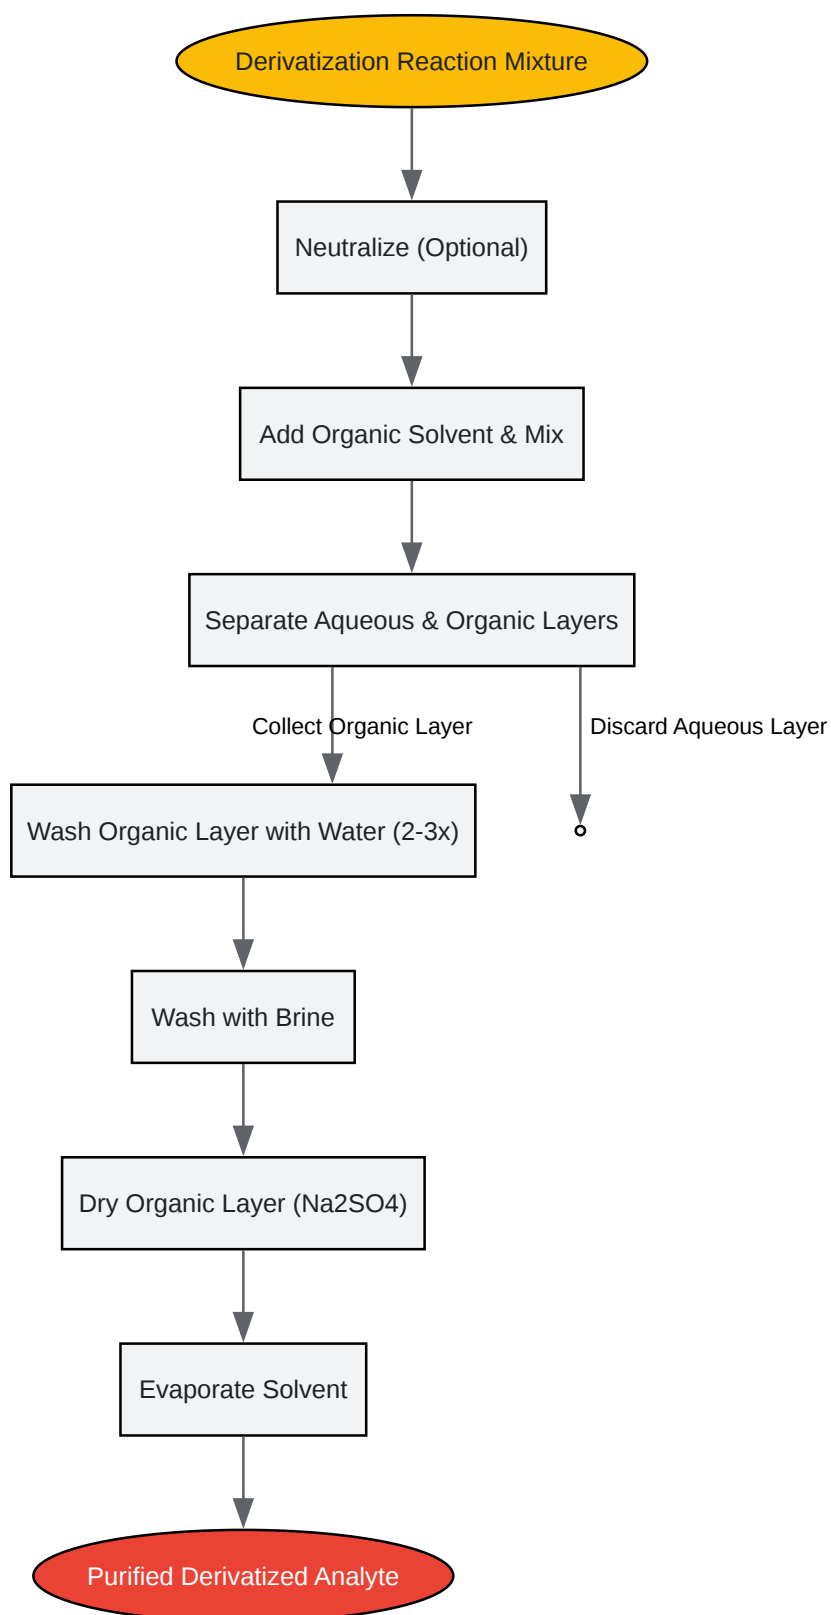 Derivatization Reaction Mixture
Neutralize (Optional)
Add Organic Solvent & Mix
Separate Aqueous & Organic Layers
Collect Organic Layer
Discard Aqueous Layer
Wash Organic Layer with Water (2-3x)
Wash with Brine
Dry Organic Layer (Na2SO4)
Evaporate Solvent
Purified Derivatized Analyte